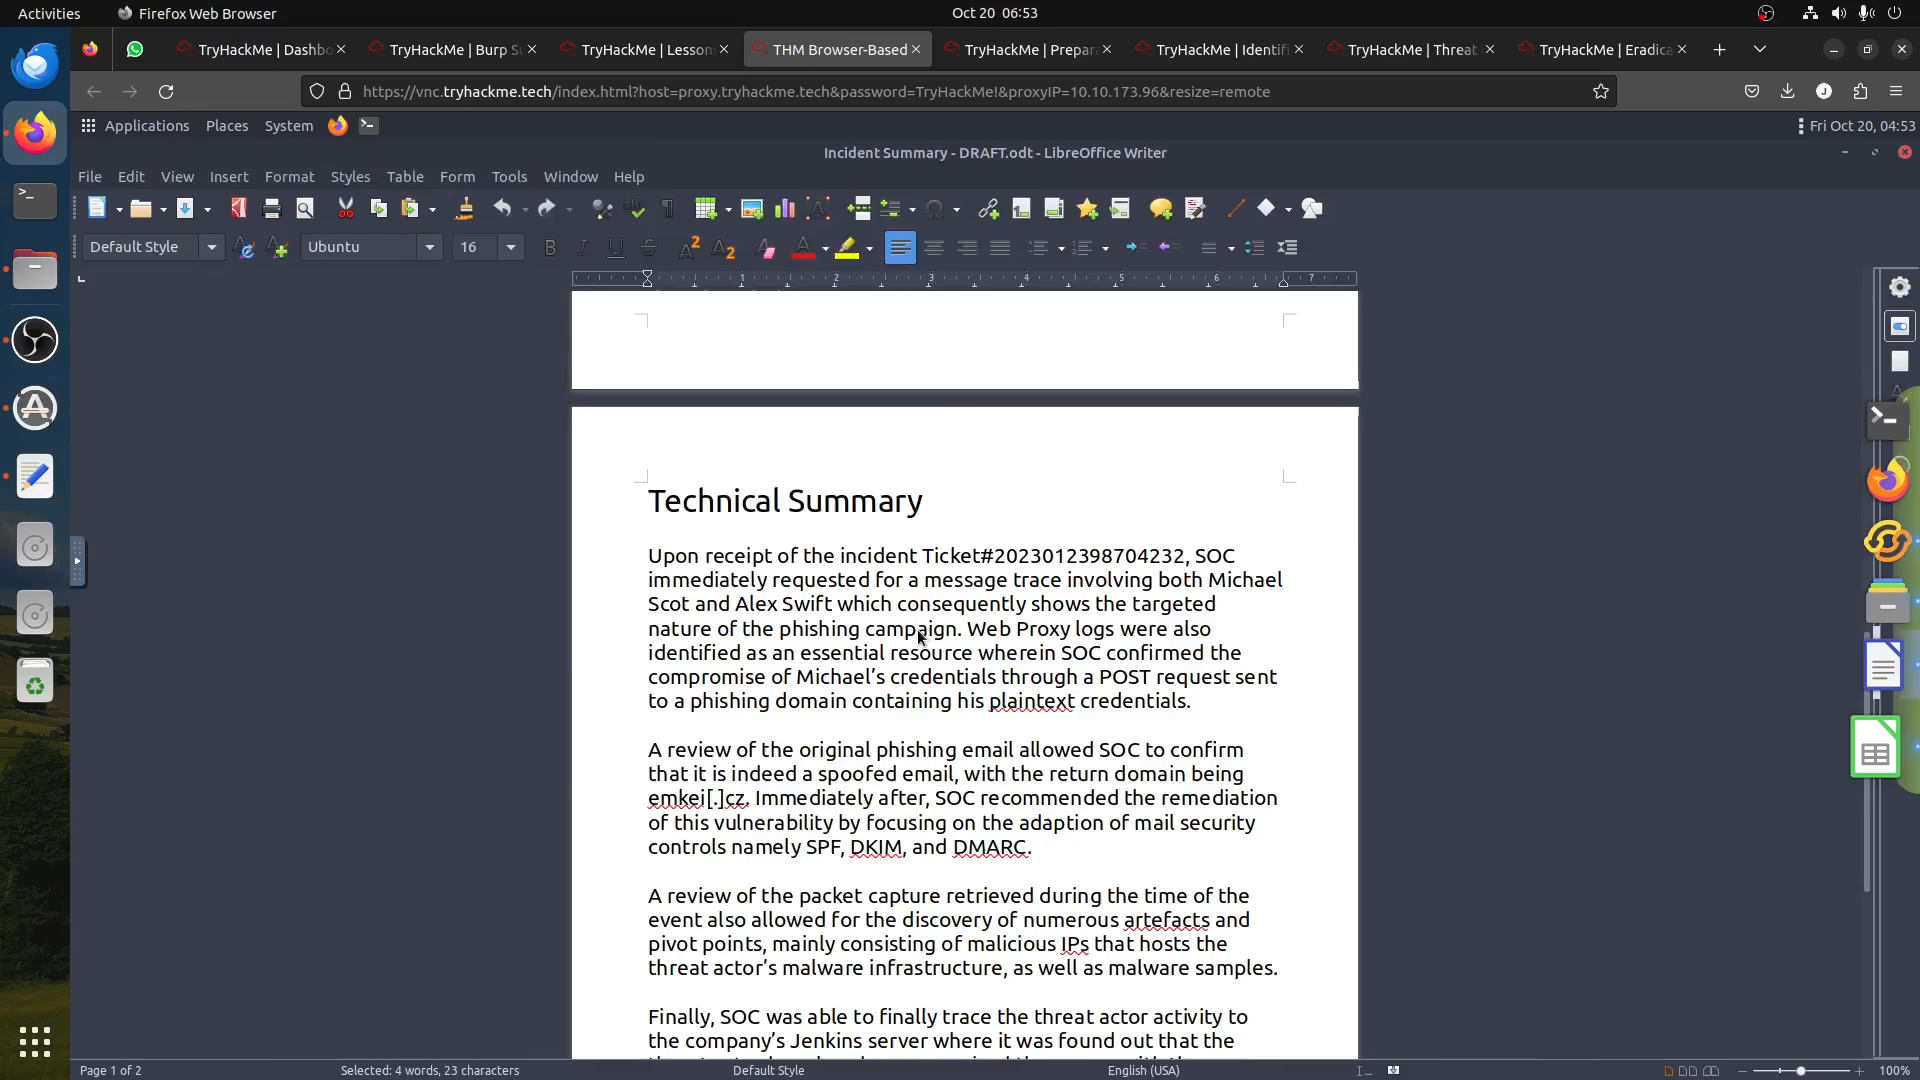 Activities Firefox Web Browser Oct 20 06:53
TryHackMe | Dashbo TryHackMe | Burp Su TryHackMe | Lessons THM Browser-Based TryHackMe | Prepara TryHackMe | Identifi TryHackMe | Threat TryHackMe | Eradica
https://vnc.tryhackme.tech/index.html?host=proxy.tryhackme.tech&password=TryHackMe!&proxyIP=10.10.173.96&resize=remote
Applications Places System Fri Oct 20, 04:53
Incident Summary - DRAFT.odt - LibreOffice Writer
File Edit View Insert Format Styles Table Form Tools Window Help
Default Style Ubuntu 16
1 2 3 4 5 6 7
Technical Summary
Upon receipt of the incident Ticket#2023012398704232, SOC
immediately requested for a message trace involving both Michael
Scot and Alex Swift which consequently shows the targeted
nature of the phishing campaign. Web Proxy logs were also
identified as an essential resource wherein SOC confirmed the
compromise of Michael’s credentials through a POST request sent
to a phishing domain containing his plaintext credentials.
A review of the original phishing email allowed SOC to confirm
that it is indeed a spoofed email, with the return domain being
emkei[.]cz. Immediately after, SOC recommended the remediation
of this vulnerability by focusing on the adaption of mail security
controls namely SPF, DKIM, and DMARC.
A review of the packet capture retrieved during the time of the
event also allowed for the discovery of numerous artefacts and
pivot points, mainly consisting of malicious IPs that hosts the
threat actor’s malware infrastructure, as well as malware samples.
Finally, SOC was able to finally trace the threat actor activity to
the company’s Jenkins server where it was found out that the
Page 1 of 2 Selected: 4 words, 23 characters Default Style English (USA) 100%